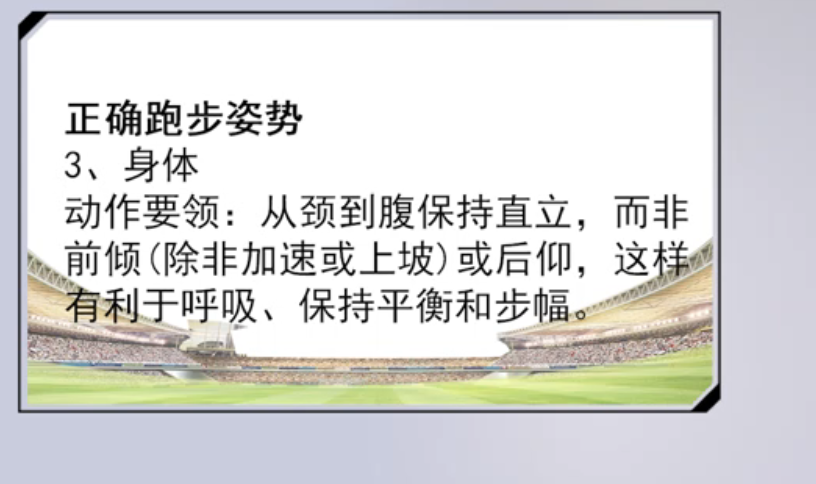 正确跑步姿势
3、身体
动作要领：从颈到腹保持直立，而非
前倾(除非加速或上坡)或后仰，这样
有利于呼吸、保持平衡和步幅。